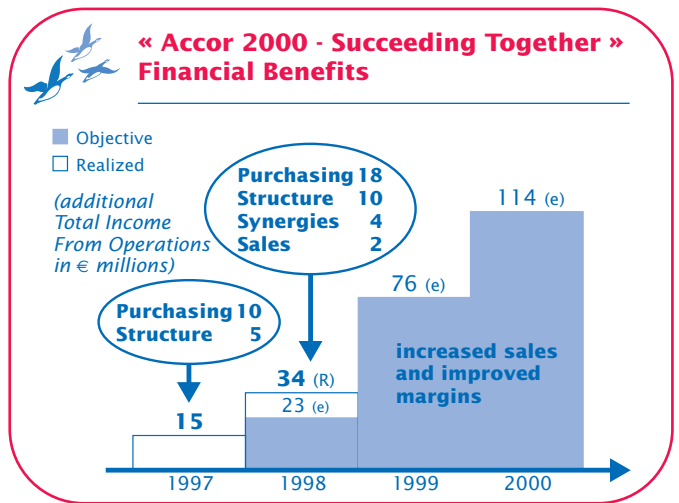 « Accor 2000 - Succeeding Together »
Financial Benefits
Objective
Realized
(additional
Total Income
From Operations
in € millions)
Purchasing 18
Structure 10
Synergies 4
Sales 2
Purchasing 10
Structure 5
114 (e)
76 (e)
increased sales
and improved
margins
34 (R)
23 (e)
15
1997 1998 1999 2000